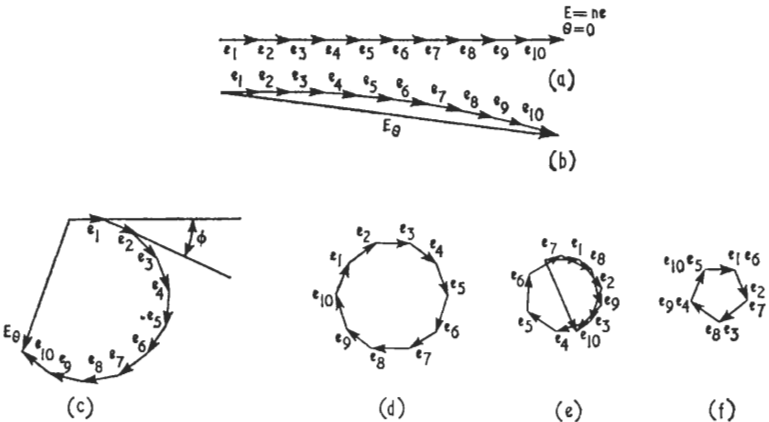 E=ne
θ=0
e1 e2 e3 e4 e5 e6 e7 e8 e9 e10
(a)
e1 e2 e3 e4 e5 e6 e7 e8 e9 e10
Eθ
(b)
e1 e2 e3 e4 e5 e6 e7 e8 e9 e10
ϕ
Eθ
(c)
e1 e2 e3 e4 e5 e6 e7 e8 e9 e10
(d)
e7 e1 e8 e2 e9 e3 e10 e4 e5 e6
(e)
e10 e5 e1 e6 e2 e7 e3 e8 e4 e9
(f)